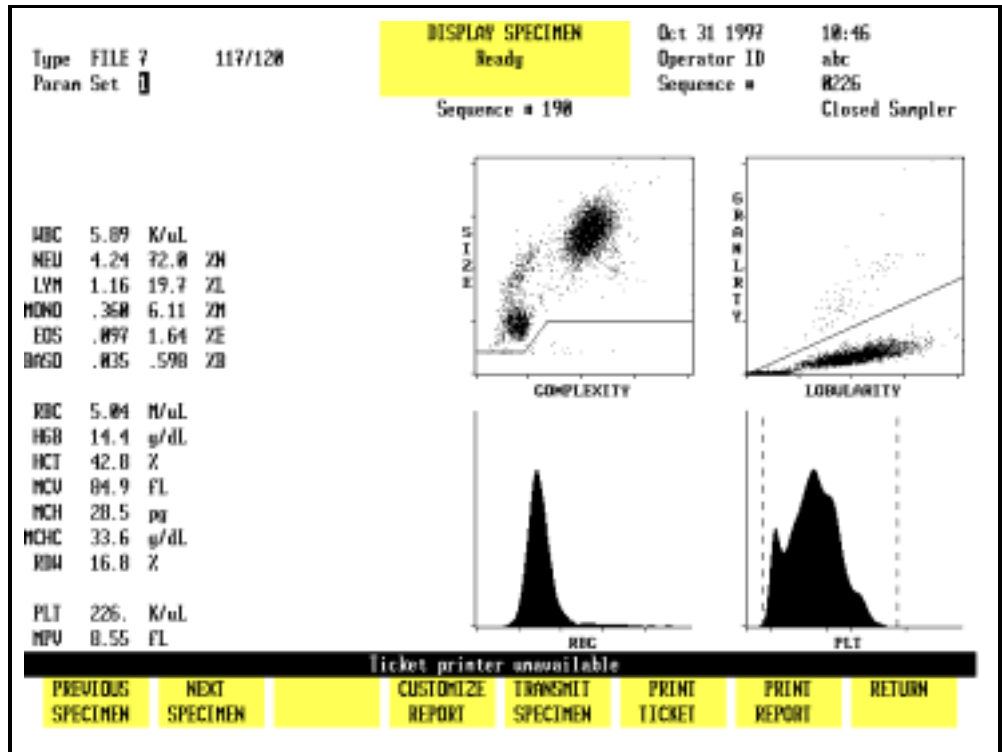 Type FILE 7 117/120
Param Set 1
DISPLAY SPECIMEN
Ready
Oct 31 1997 10:46
Operator ID abc
Sequence # 0226
Closed Sampler
Sequence # 190
WBC 5.89 K/uL
NEU 4.24 72.0 %N
LYM 1.16 19.7 %L
MONO .360 6.11 %M
EOS .097 1.64 %E
BASO .035 .598 %B
RBC 5.04 M/uL
HGB 14.4 g/dL
HCT 42.8 %
MCV 84.9 fL
MCH 28.5 pg
MCHC 33.6 g/dL
RDW 16.8 %
PLT 226. K/uL
MPV 8.55 fL
SIZE
COMPLEXITY
GRANLRTY
LOBULARITY
RBC
PLT
Ticket printer unavailable
PREVIOUS SPECIMEN
NEXT SPECIMEN
CUSTOMIZE REPORT
TRANSMIT SPECIMEN
PRINT TICKET
PRINT REPORT
RETURN